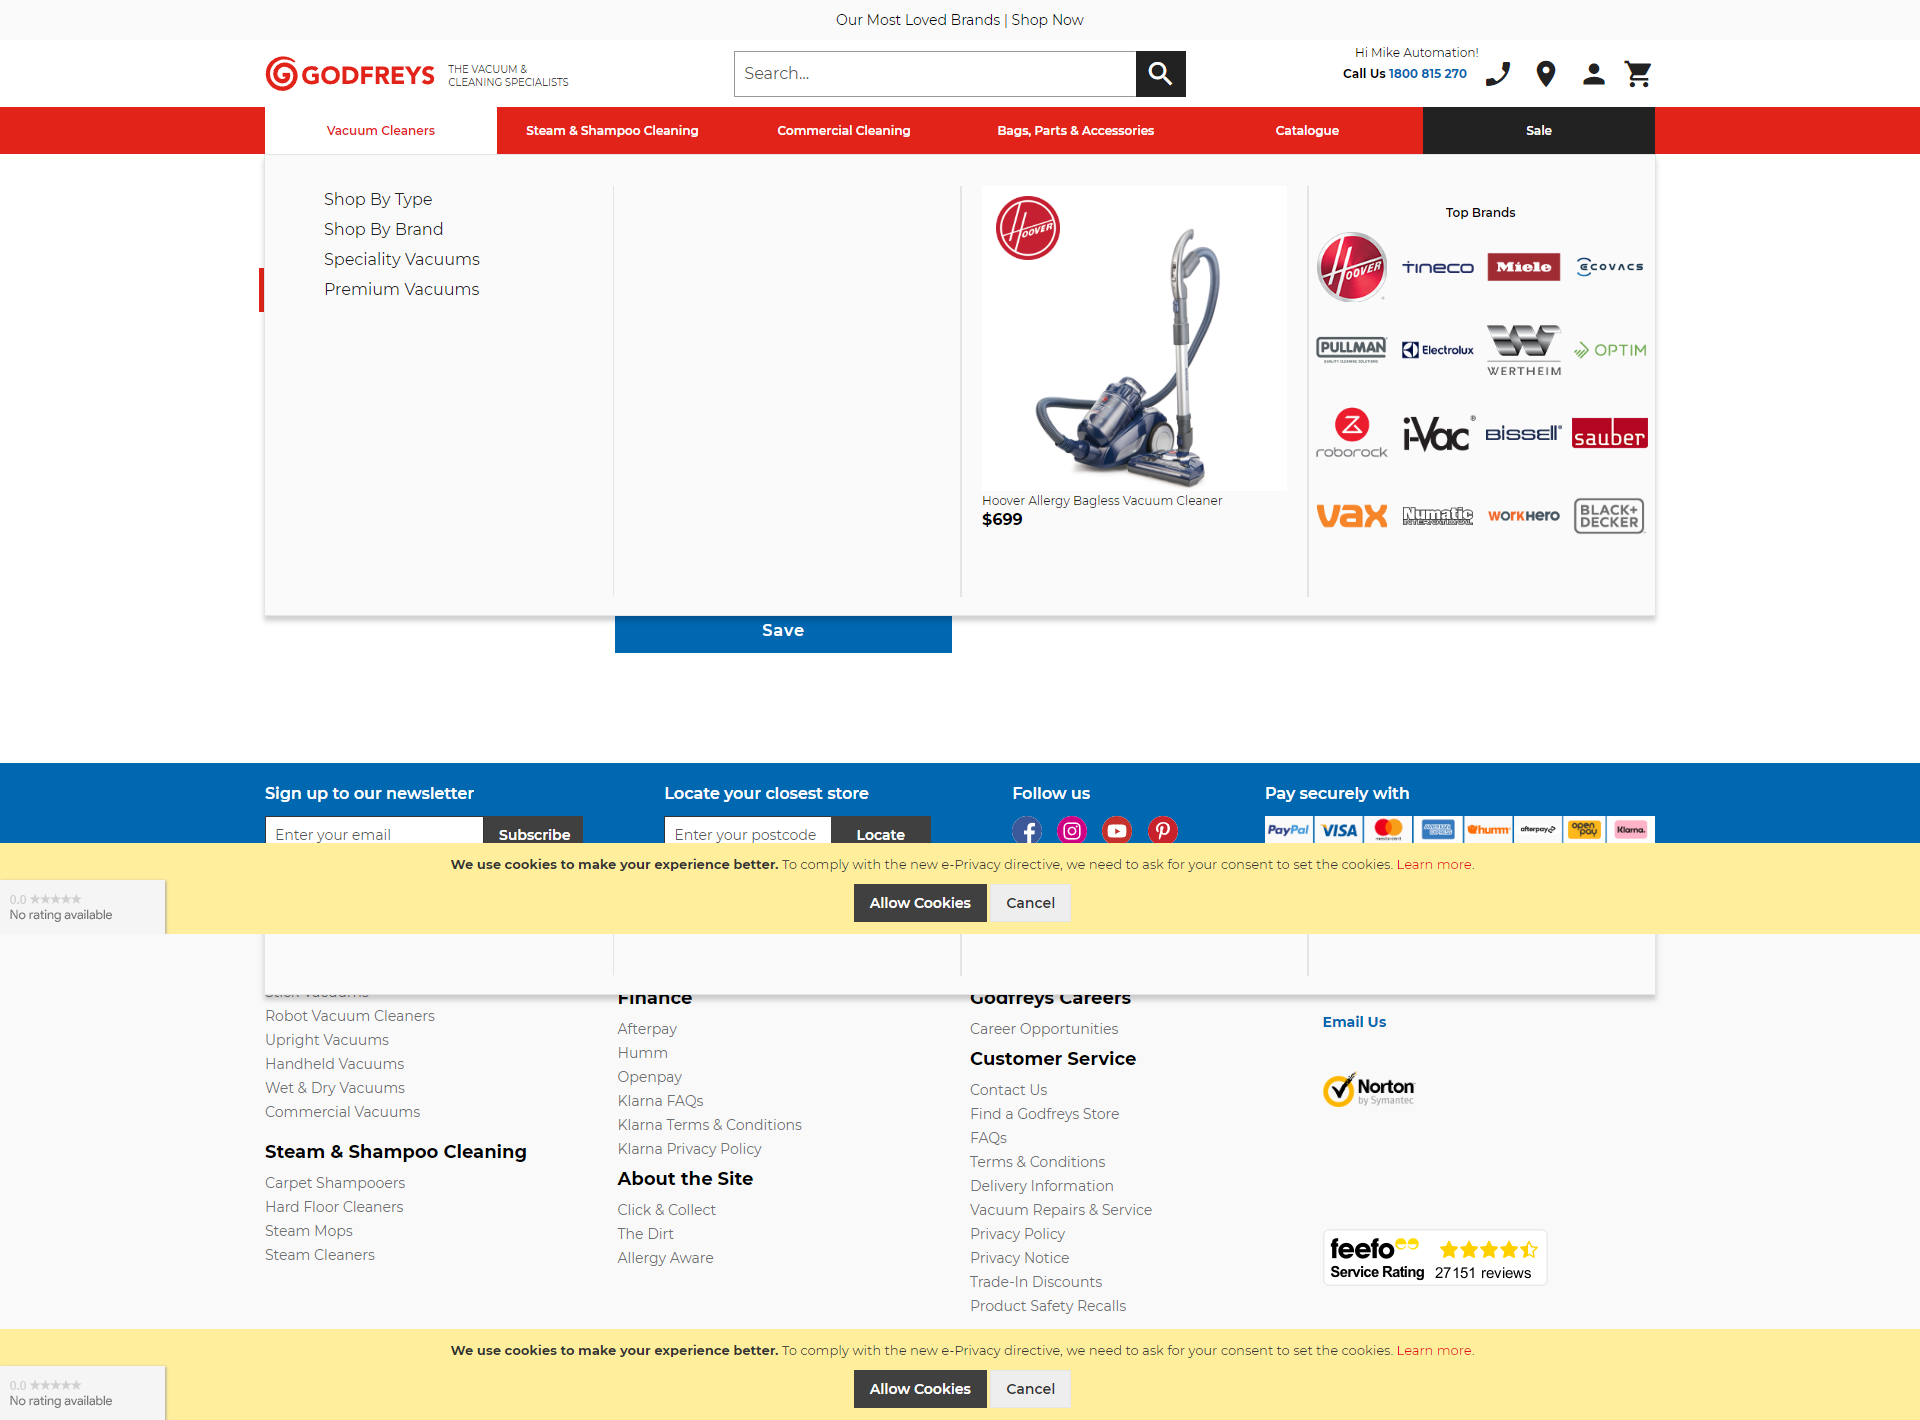 Our Most Loved Brands | Shop Now
GODFREYS
THE VACUUM &
CLEANING SPECIALISTS
Search...
Hi Mike Automation!
Call Us 1800 815 270
Vacuum Cleaners
Steam & Shampoo Cleaning
Commercial Cleaning
Bags, Parts & Accessories
Catalogue
Sale
Shop By Type
Shop By Brand
Speciality Vacuums
Premium Vacuums
Hoover
Hoover Allergy Bagless Vacuum Cleaner
$699
Top Brands
Hoover
tineco
Miele
ECOVACS
PULLMAN
QUALITY CLEANING SOLUTIONS
Electrolux
WERTHEIM
OPTIM
roborock
i-Vac
BISSELL
sauber
vax
Numatic
INTERNATIONAL
WORKHERO
BLACK+
DECKER
Save
Sign up to our newsletter
Enter your email
Subscribe
Locate your closest store
Enter your postcode
Locate
Follow us
Pay securely with
PayPal
VISA
mastercard
AMERICAN EXPRESS
humm
afterpay
open pay
Klarna.
We use cookies to make your experience better. To comply with the new e-Privacy directive, we need to ask for your consent to set the cookies. Learn more.
Allow Cookies
Cancel
0.0
No rating available
Stick Vacuums
Robot Vacuum Cleaners
Upright Vacuums
Handheld Vacuums
Wet & Dry Vacuums
Commercial Vacuums
Steam & Shampoo Cleaning
Carpet Shampooers
Hard Floor Cleaners
Steam Mops
Steam Cleaners
Finance
Afterpay
Humm
Openpay
Klarna FAQs
Klarna Terms & Conditions
Klarna Privacy Policy
About the Site
Click & Collect
The Dirt
Allergy Aware
Godfreys Careers
Career Opportunities
Customer Service
Contact Us
Find a Godfreys Store
FAQs
Terms & Conditions
Delivery Information
Vacuum Repairs & Service
Privacy Policy
Privacy Notice
Trade-In Discounts
Product Safety Recalls
Email Us
Norton
by Symantec
feefo
Service Rating
27151 reviews
We use cookies to make your experience better. To comply with the new e-Privacy directive, we need to ask for your consent to set the cookies. Learn more.
Allow Cookies
Cancel
0.0
No rating available